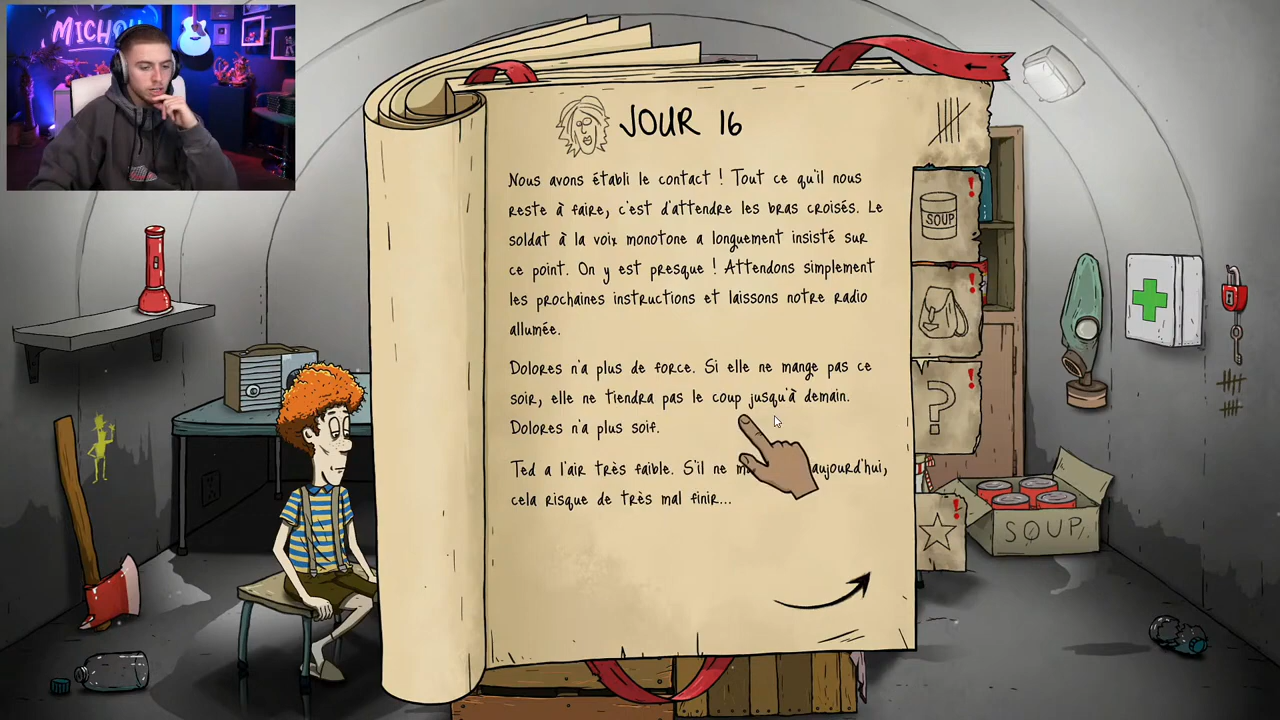 MICHOU
JOUR 16
Nous avons établi le contact ! Tout ce qu'il nous
reste à faire, c'est d'attendre les bras croisés. Le
soldat à la voix monotone a longuement insisté sur
ce point. On y est presque ! Attendons simplement
les prochaines instructions et laissons notre radio
allumée.
Dolores n'a plus de force. Si elle ne mange pas ce
soir, elle ne tiendra pas le coup jusqu'à demain.
Dolores n'a plus soif.
Ted a l'air très faible. S'il ne aujourd'hui,
cela risque de très mal finir...
SOUP
SOUP